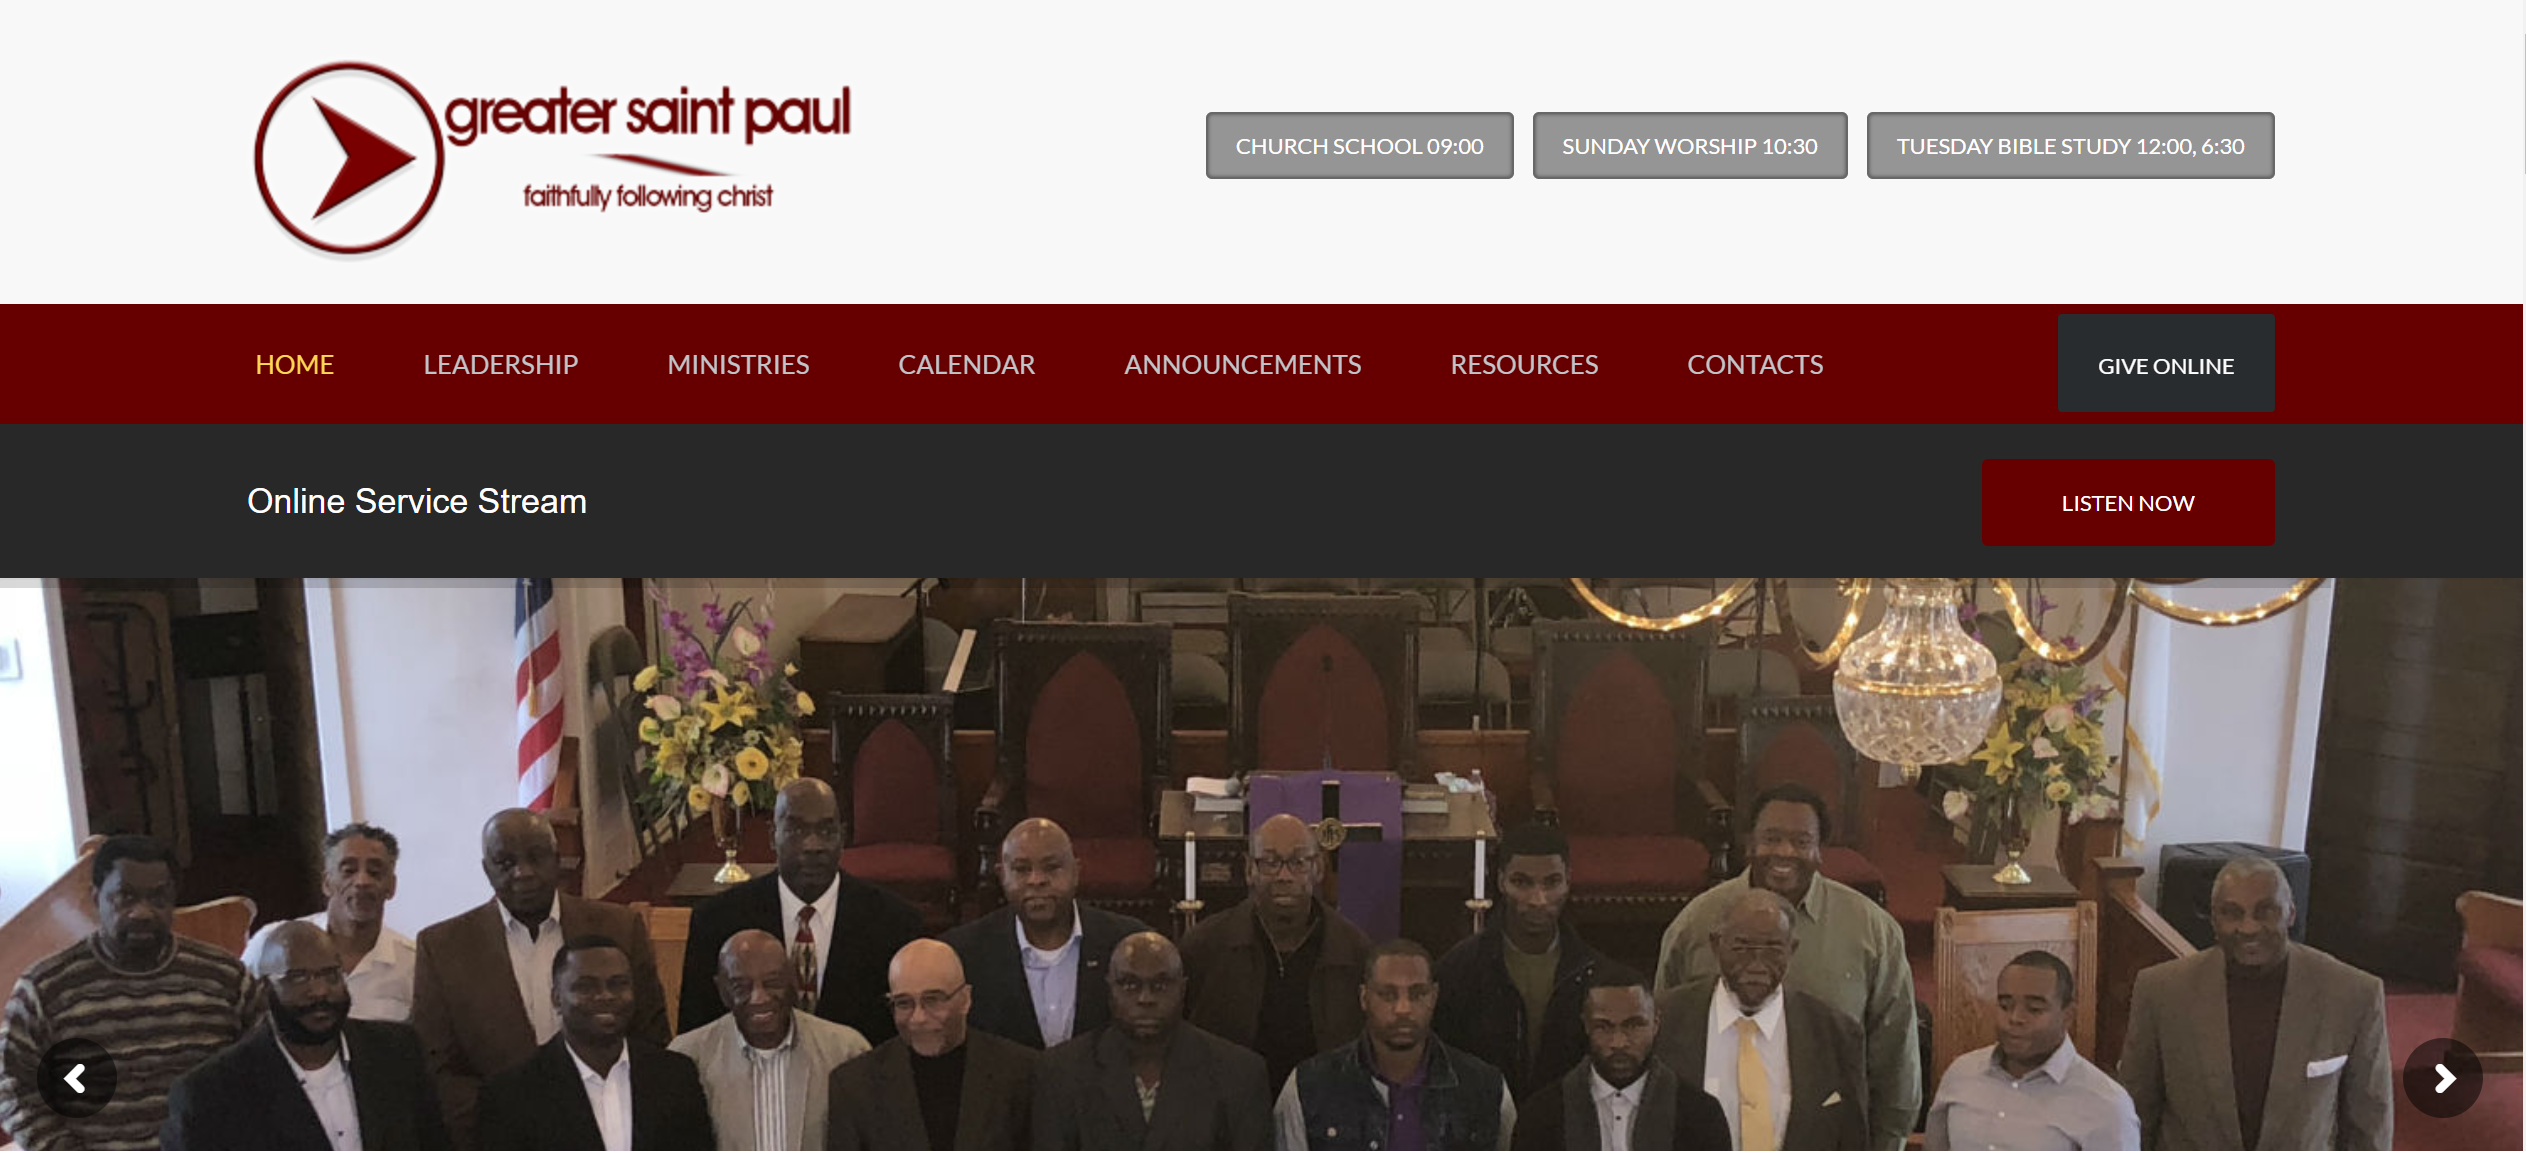 greater saint paul
faithfully following christ
CHURCH SCHOOL 09:00
SUNDAY WORSHIP 10:30
TUESDAY BIBLE STUDY 12:00, 6:30
HOME
LEADERSHIP
MINISTRIES
CALENDAR
ANNOUNCEMENTS
RESOURCES
CONTACTS
GIVE ONLINE
Online Service Stream
LISTEN NOW